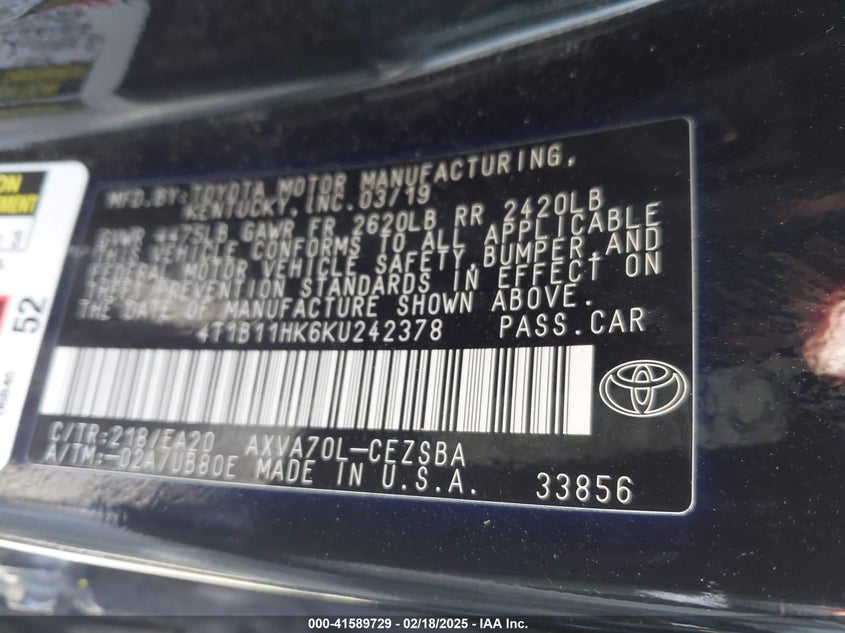 MFD.BY:TOYOTA MOTOR MANUFACTURING,
KENTUCKY, INC. 03/19
GVWR 4475LB GAWR FR 2620LB RR 2420LB
THIS VEHICLE CONFORMS TO ALL APPLICABLE
FEDERAL MOTOR VEHICLE SAFETY,BUMPER,AND
THEFT PREVENTION STANDARDS IN EFFECT ON
THE DATE OF MANUFACTURE SHOWN ABOVE.
4T1B11HK6KU242378 PASS.CAR
C/TR:218/EA20 AXVA70L-CEZSBA
A/TM:-02A/UB80E MADE IN U.S.A. 33856
52
000-41589729 - 02/18/2025 - IAA Inc.